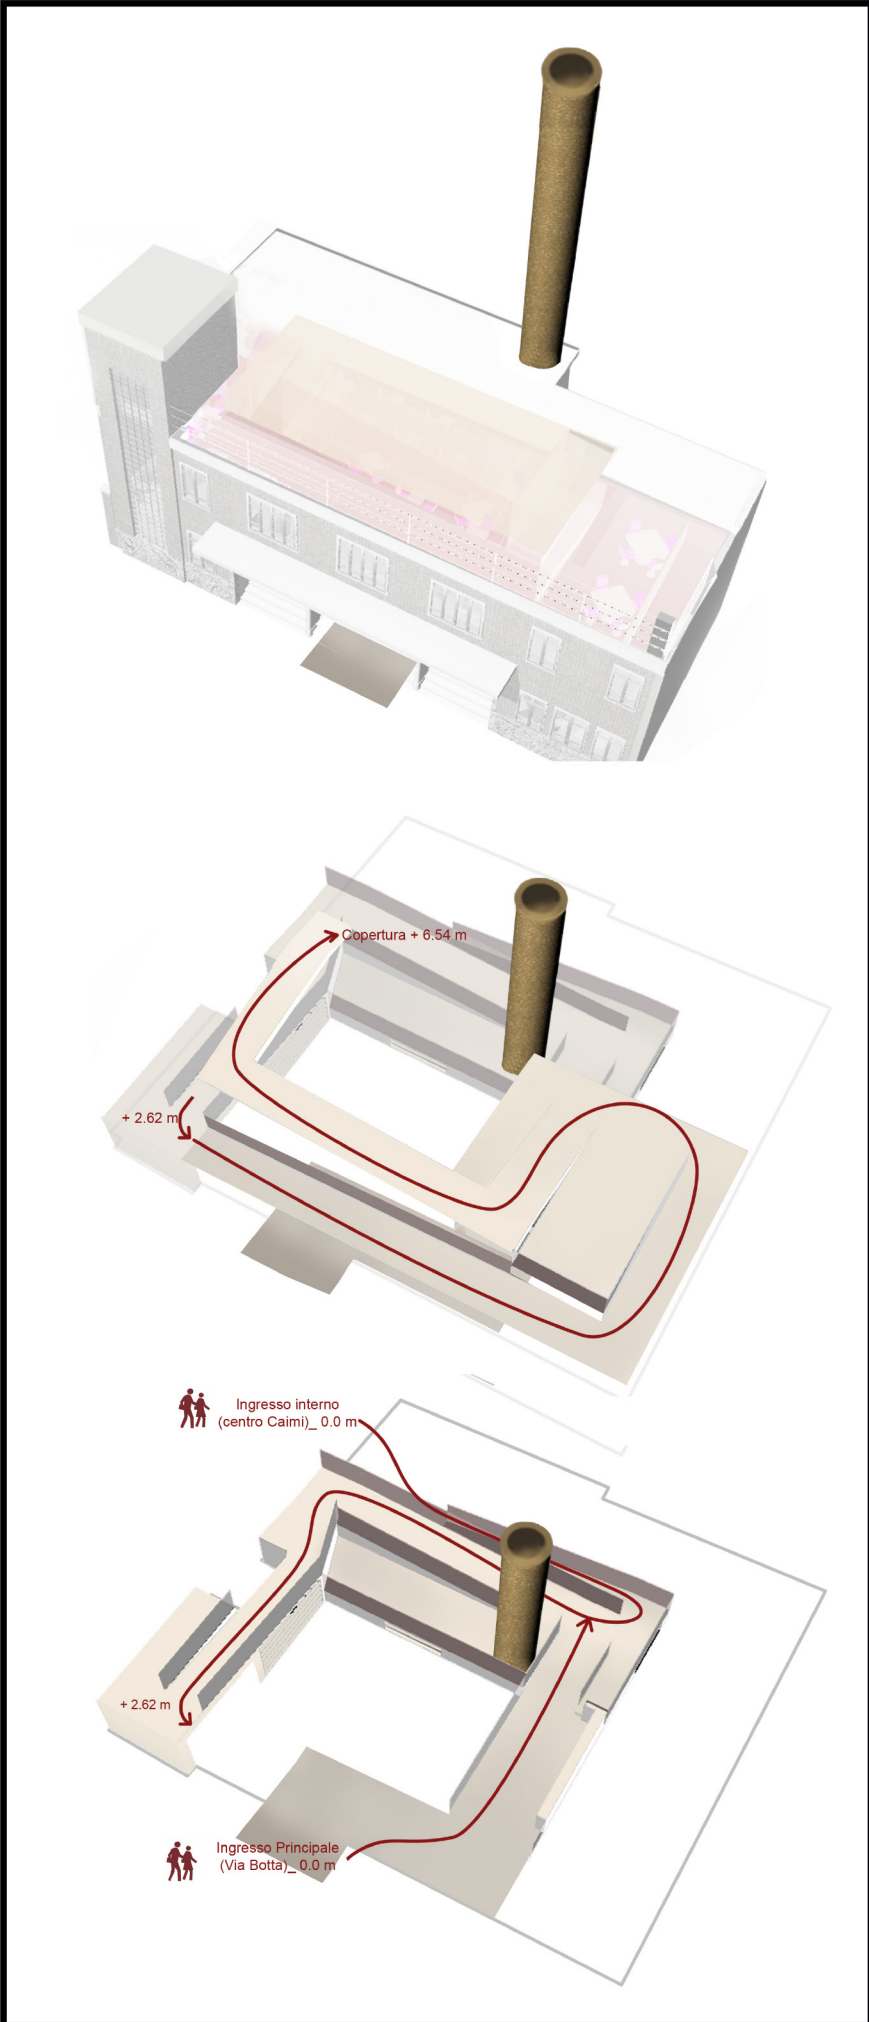 Copertura + 6.54 m
+ 2.62 m
Ingresso interno
(centro Caimi)_ 0.0 m
+ 2.62 m
Ingresso Principale
(Via Botta)_ 0.0 m